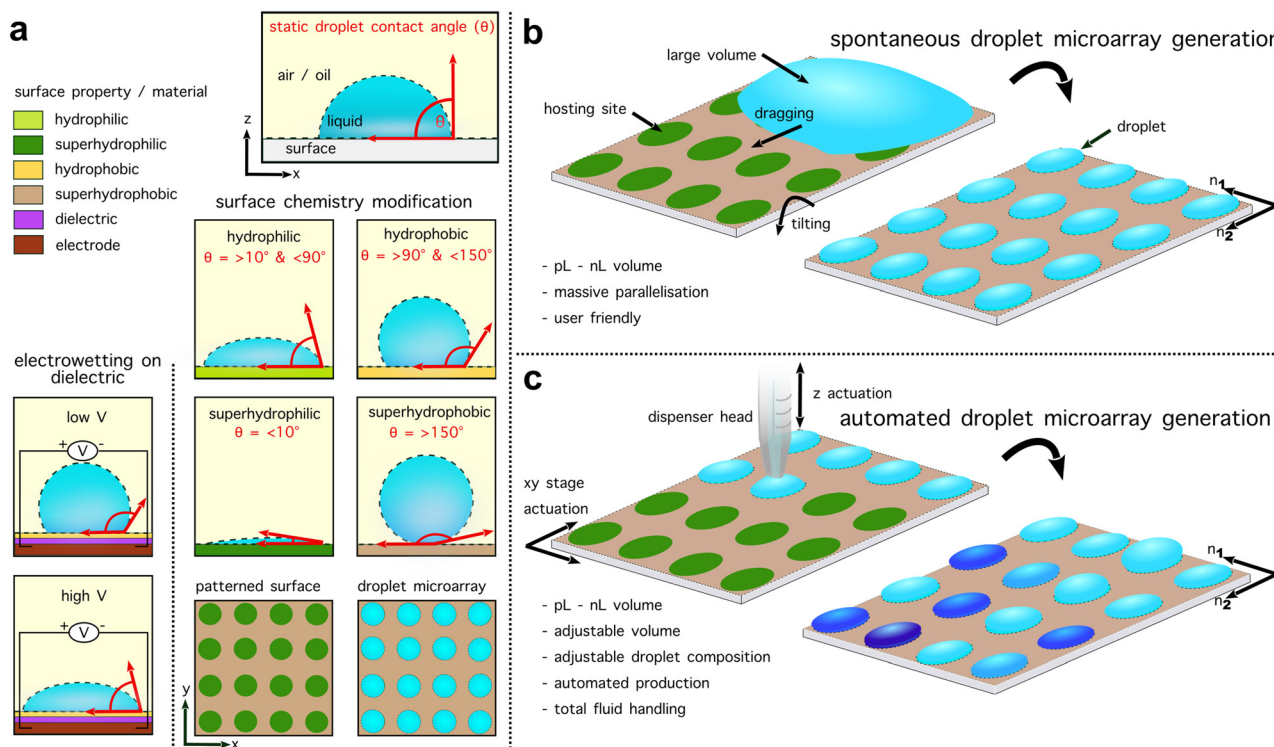 a
static droplet contact angle (θ)
air / oil
liquid
θ
surface
z
x
surface property / material
hydrophilic
superhydrophilic
hydrophobic
superhydrophobic
dielectric
electrode
surface chemistry modification
hydrophilic
θ = >10° & <90°
hydrophobic
θ = >90° & <150°
superhydrophilic
θ = <10°
superhydrophobic
θ = >150°
electrowetting on
dielectric
low V
+ V -
high V
+ V -
patterned surface
droplet microarray
y
x
b
spontaneous droplet microarray generation
large volume
hosting site
dragging
tilting
droplet
n1
n2
- pL - nL volume
- massive parallelisation
- user friendly
c
automated droplet microarray generation
dispenser head
z actuation
xy stage
actuation
n1
n2
- pL - nL volume
- adjustable volume
- adjustable droplet composition
- automated production
- total fluid handling